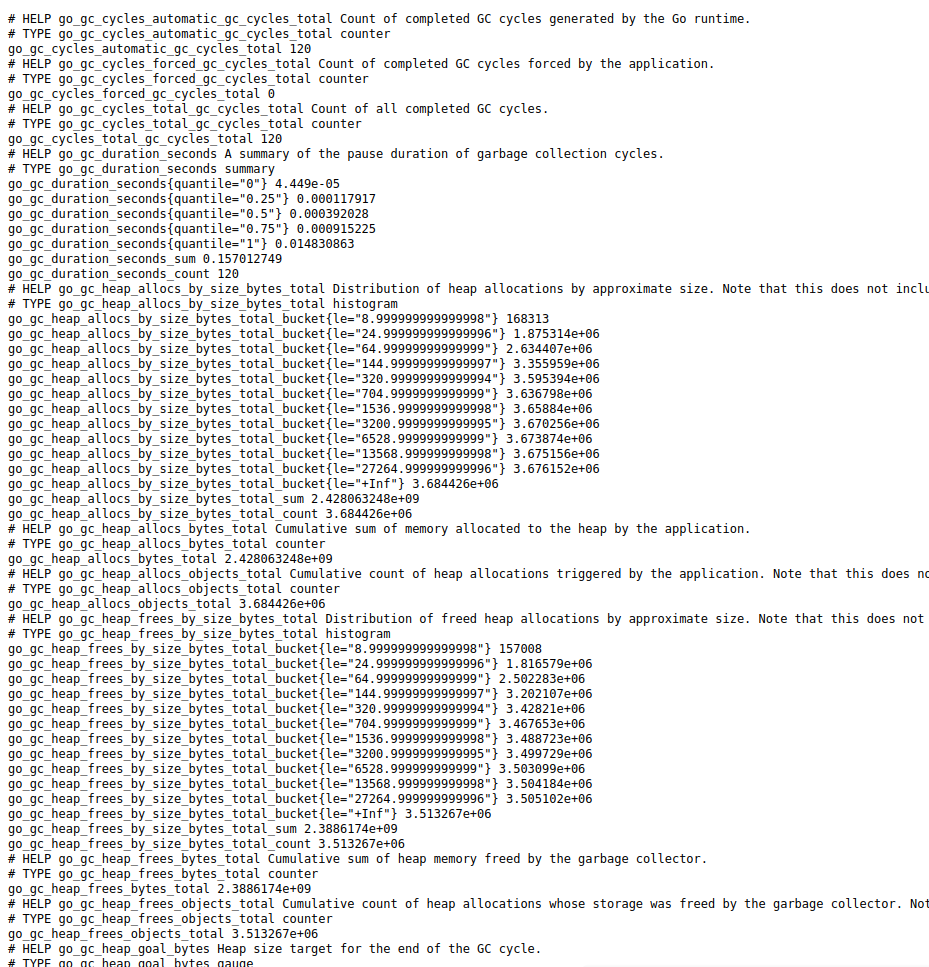 # HELP go_gc_cycles_automatic_gc_cycles_total Count of completed GC cycles generated by the Go runtime.
# TYPE go_gc_cycles_automatic_gc_cycles_total counter
go_gc_cycles_automatic_gc_cycles_total 120
# HELP go_gc_cycles_forced_gc_cycles_total Count of completed GC cycles forced by the application.
# TYPE go_gc_cycles_forced_gc_cycles_total counter
go_gc_cycles_forced_gc_cycles_total 0
# HELP go_gc_cycles_total_gc_cycles_total Count of all completed GC cycles.
# TYPE go_gc_cycles_total_gc_cycles_total counter
go_gc_cycles_total_gc_cycles_total 120
# HELP go_gc_duration_seconds A summary of the pause duration of garbage collection cycles.
# TYPE go_gc_duration_seconds summary
go_gc_duration_seconds{quantile="0"} 4.449e-05
go_gc_duration_seconds{quantile="0.25"} 0.000117917
go_gc_duration_seconds{quantile="0.5"} 0.000392028
go_gc_duration_seconds{quantile="0.75"} 0.000915225
go_gc_duration_seconds{quantile="1"} 0.014830863
go_gc_duration_seconds_sum 0.157012749
go_gc_duration_seconds_count 120
# HELP go_gc_heap_allocs_by_size_bytes_total Distribution of heap allocations by approximate size. Note that this does not inclu
# TYPE go_gc_heap_allocs_by_size_bytes_total histogram
go_gc_heap_allocs_by_size_bytes_total_bucket{le="8.999999999999998"} 168313
go_gc_heap_allocs_by_size_bytes_total_bucket{le="24.999999999999996"} 1.875314e+06
go_gc_heap_allocs_by_size_bytes_total_bucket{le="64.99999999999999"} 2.634407e+06
go_gc_heap_allocs_by_size_bytes_total_bucket{le="144.99999999999997"} 3.355959e+06
go_gc_heap_allocs_by_size_bytes_total_bucket{le="320.99999999999994"} 3.595394e+06
go_gc_heap_allocs_by_size_bytes_total_bucket{le="704.9999999999999"} 3.636798e+06
go_gc_heap_allocs_by_size_bytes_total_bucket{le="1536.9999999999998"} 3.65884e+06
go_gc_heap_allocs_by_size_bytes_total_bucket{le="3200.9999999999995"} 3.670256e+06
go_gc_heap_allocs_by_size_bytes_total_bucket{le="6528.999999999999"} 3.673874e+06
go_gc_heap_allocs_by_size_bytes_total_bucket{le="13568.999999999998"} 3.675156e+06
go_gc_heap_allocs_by_size_bytes_total_bucket{le="27264.999999999996"} 3.676152e+06
go_gc_heap_allocs_by_size_bytes_total_bucket{le="+Inf"} 3.684426e+06
go_gc_heap_allocs_by_size_bytes_total_sum 2.428063248e+09
go_gc_heap_allocs_by_size_bytes_total_count 3.684426e+06
# HELP go_gc_heap_allocs_bytes_total Cumulative sum of memory allocated to the heap by the application.
# TYPE go_gc_heap_allocs_bytes_total counter
go_gc_heap_allocs_bytes_total 2.428063248e+09
# HELP go_gc_heap_allocs_objects_total Cumulative count of heap allocations triggered by the application. Note that this does no
# TYPE go_gc_heap_allocs_objects_total counter
go_gc_heap_allocs_objects_total 3.684426e+06
# HELP go_gc_heap_frees_by_size_bytes_total Distribution of freed heap allocations by approximate size. Note that this does not
# TYPE go_gc_heap_frees_by_size_bytes_total histogram
go_gc_heap_frees_by_size_bytes_total_bucket{le="8.999999999999998"} 157008
go_gc_heap_frees_by_size_bytes_total_bucket{le="24.999999999999996"} 1.816579e+06
go_gc_heap_frees_by_size_bytes_total_bucket{le="64.99999999999999"} 2.502283e+06
go_gc_heap_frees_by_size_bytes_total_bucket{le="144.99999999999997"} 3.202107e+06
go_gc_heap_frees_by_size_bytes_total_bucket{le="320.99999999999994"} 3.42821e+06
go_gc_heap_frees_by_size_bytes_total_bucket{le="704.9999999999999"} 3.467653e+06
go_gc_heap_frees_by_size_bytes_total_bucket{le="1536.9999999999998"} 3.488723e+06
go_gc_heap_frees_by_size_bytes_total_bucket{le="3200.9999999999995"} 3.499729e+06
go_gc_heap_frees_by_size_bytes_total_bucket{le="6528.999999999999"} 3.503099e+06
go_gc_heap_frees_by_size_bytes_total_bucket{le="13568.999999999998"} 3.504184e+06
go_gc_heap_frees_by_size_bytes_total_bucket{le="27264.999999999996"} 3.505102e+06
go_gc_heap_frees_by_size_bytes_total_bucket{le="+Inf"} 3.513267e+06
go_gc_heap_frees_by_size_bytes_total_sum 2.3886174e+09
go_gc_heap_frees_by_size_bytes_total_count 3.513267e+06
# HELP go_gc_heap_frees_bytes_total Cumulative sum of heap memory freed by the garbage collector.
# TYPE go_gc_heap_frees_bytes_total counter
go_gc_heap_frees_bytes_total 2.3886174e+09
# HELP go_gc_heap_frees_objects_total Cumulative count of heap allocations whose storage was freed by the garbage collector. Not
# TYPE go_gc_heap_frees_objects_total counter
go_gc_heap_frees_objects_total 3.513267e+06
# HELP go_gc_heap_goal_bytes Heap size target for the end of the GC cycle.
# TYPE go_gc_heap_goal_bytes gauge